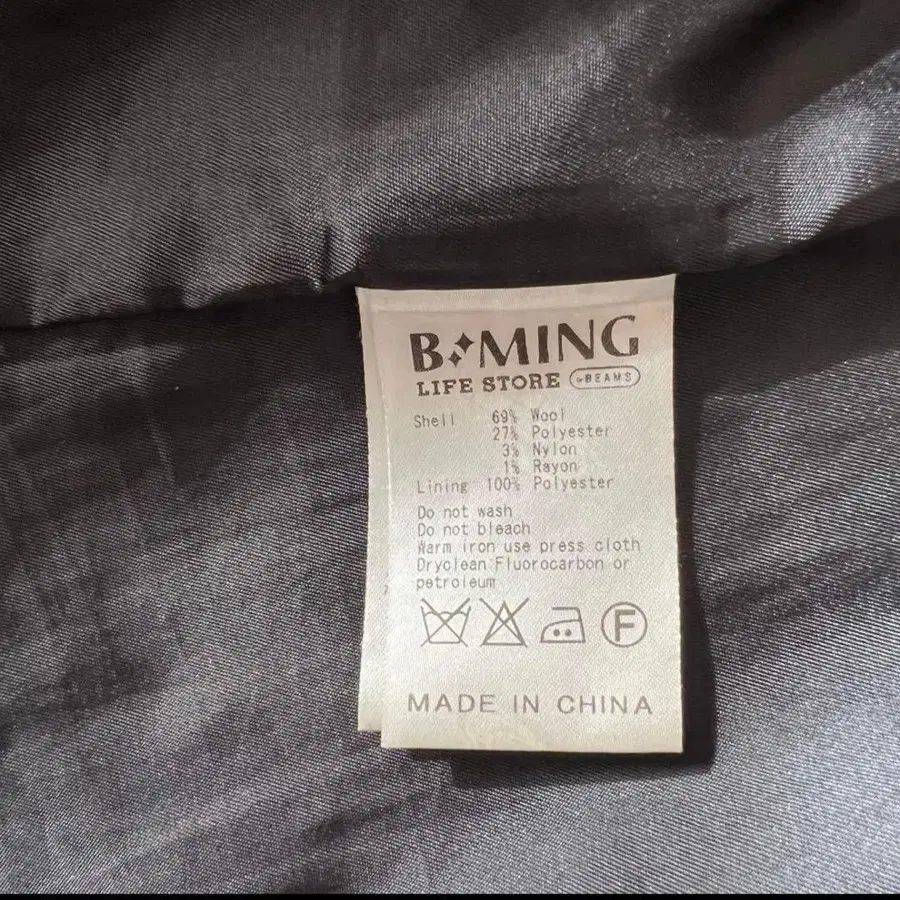 B MING
LIFE STORE by BEAMS
Shell 69% Wool
27% Polyester
3% Nylon
1% Rayon
Lining 100% Polyester
Do not wash
Do not bleach
Warm iron use press cloth
Dryclean Fluorocarbon or
petroleum
F
MADE IN CHINA